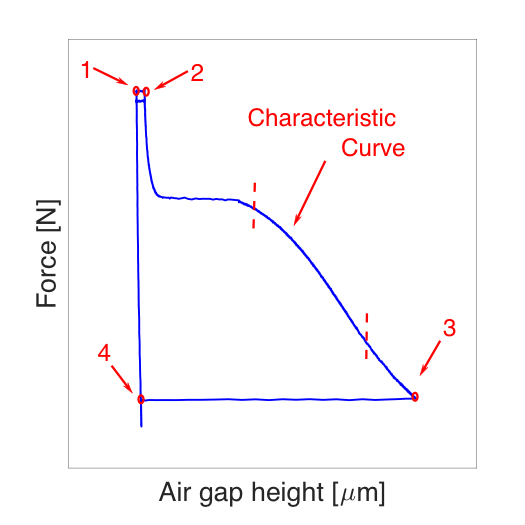 1
2
Characteristic
Curve
3
4
Force [N]
Air gap height [μm]